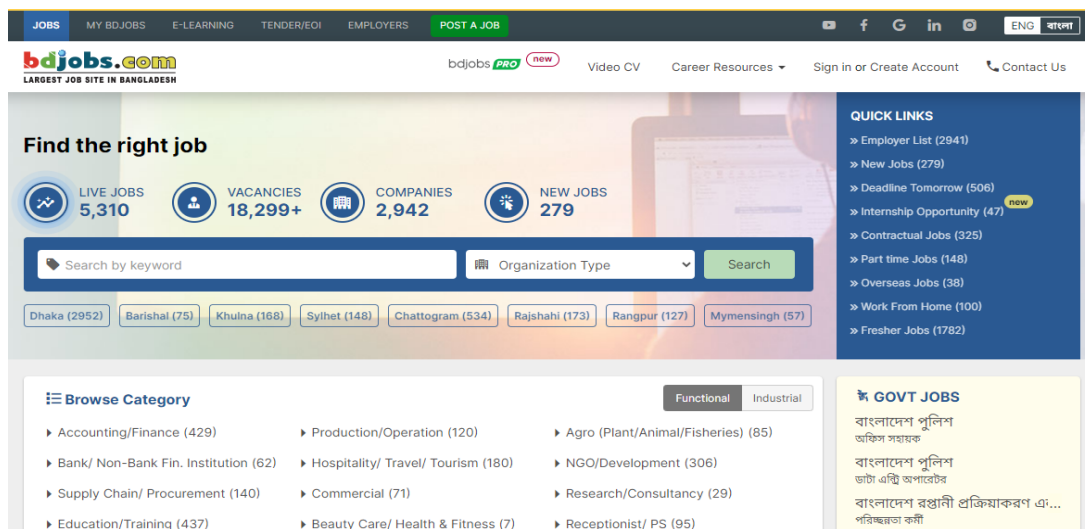 JOBS MY BDJOBS E-LEARNING TENDER/EOI EMPLOYERS POST A JOB ENG বাংলা
bdjobs.com
LARGEST JOB SITE IN BANGLADESH
bdjobs PRO new Video CV Career Resources Sign in or Create Account Contact Us
Find the right job
LIVE JOBS
5,310
VACANCIES
18,299+
COMPANIES
2,942
NEW JOBS
279
Search by keyword Organization Type Search
Dhaka (2952) Barishal (75) Khulna (168) Sylhet (148) Chattogram (534) Rajshahi (173) Rangpur (127) Mymensingh (57)
QUICK LINKS
» Employer List (2941)
» New Jobs (279)
» Deadline Tomorrow (506)
» Internship Opportunity (47) new
» Contractual Jobs (325)
» Part time Jobs (148)
» Overseas Jobs (38)
» Work From Home (100)
» Fresher Jobs (1782)
Browse Category Functional Industrial
Accounting/Finance (429) Production/Operation (120) Agro (Plant/Animal/Fisheries) (85)
Bank/ Non-Bank Fin. Institution (62) Hospitality/ Travel/ Tourism (180) NGO/Development (306)
Supply Chain/ Procurement (140) Commercial (71) Research/Consultancy (29)
Education/Training (437) Beauty Care/ Health & Fitness (7) Receptionist/ PS (95)
GOVT JOBS
বাংলাদেশ পুলিশ
অফিস সহায়ক
বাংলাদেশ পুলিশ
ডাটা এন্ট্রি অপারেটর
বাংলাদেশ রপ্তানী প্রক্রিয়াকরণ এ...
পরিচ্ছন্নতা কর্মী